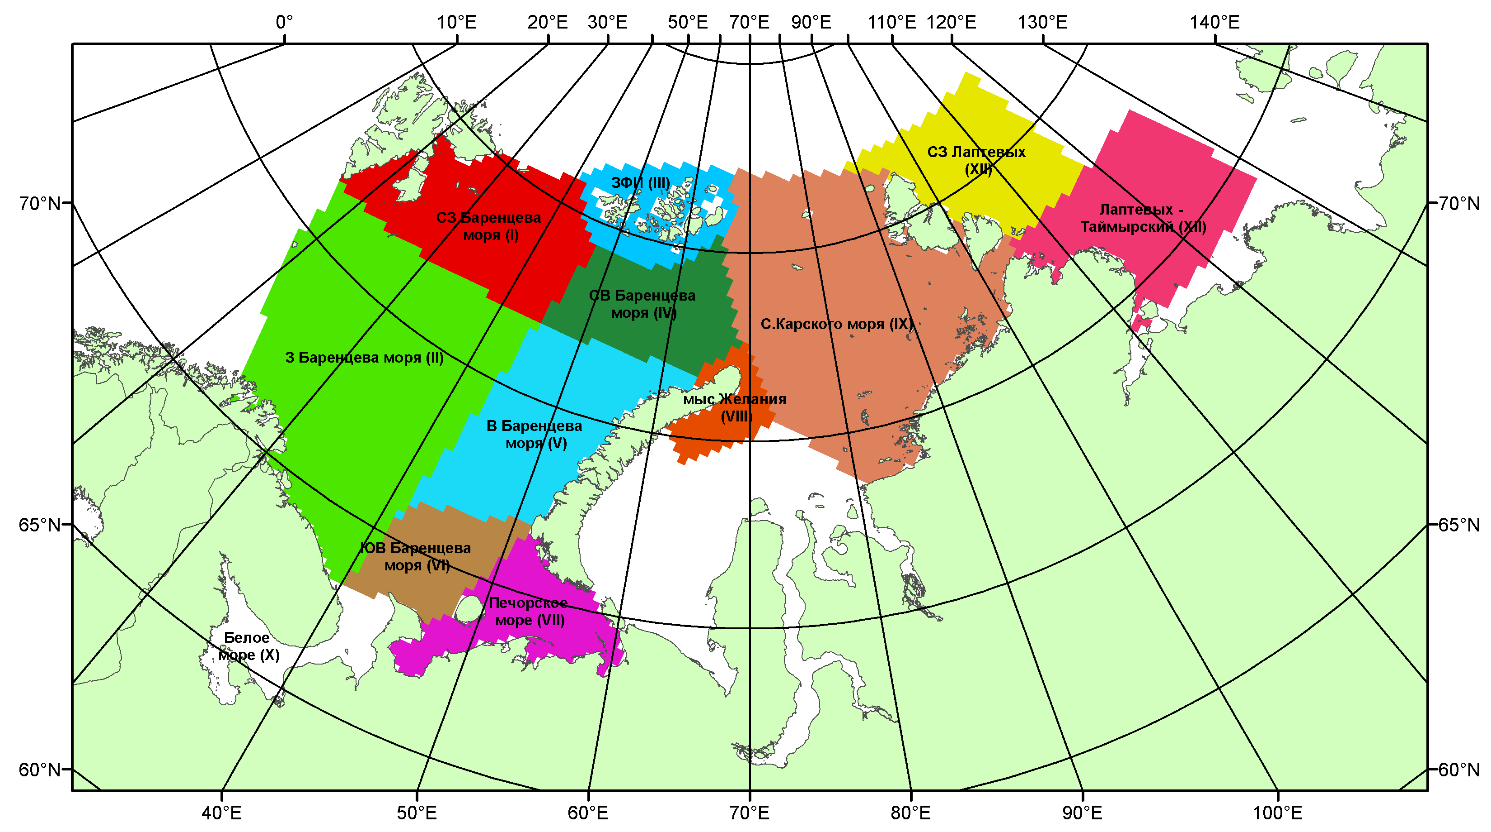 0° 10°E 20°E 30°E 50°E 70°E 90°E 110°E 120°E 130°E 140°E
70°N 70°N
65°N 65°N
60°N 60°N
СЗ Лаптевых
(XII)
ЗФИ (III)
СЗ Баренцева
моря (I)
Лаптевых -
Таймырский (XII)
СВ Баренцева
моря (IV)
С.Карского моря (IX)
З Баренцева моря (II)
мыс Желания
(VIII)
В Баренцева
моря (V)
ЮВ Баренцева
моря (VI)
Печорское
море (VII)
Белое
море (X)
40°E 50°E 60°E 70°E 80°E 90°E 100°E